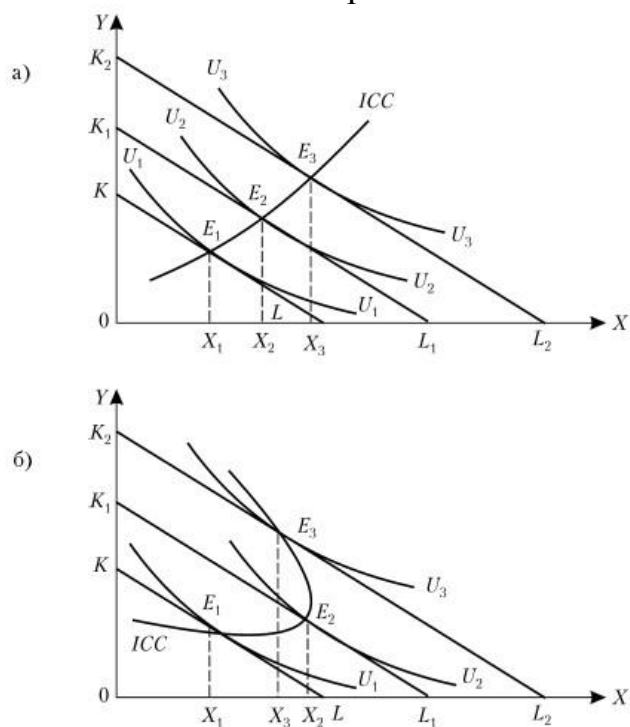 Y
K₂
а)
U₃
ICC
U₂
K₁
E₃
U₁
E₂
K
E₁
U₃
U₂
L
U₁
0
X₁ X₂ X₃ L₁ L₂ X
Y
K₂
б)
K₁
E₃
K
E₁
E₂
U₃
ICC
U₁ U₂
0
X₁ X₃ X₂ L L₁ L₂ X